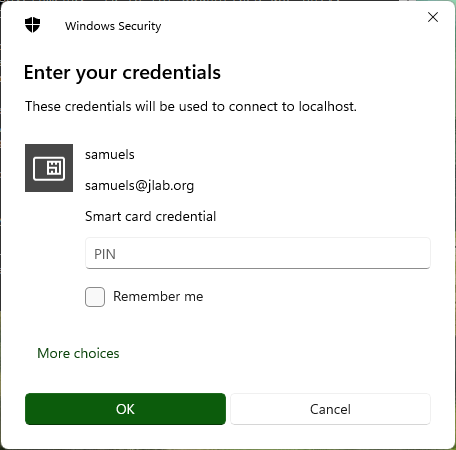 Windows Security
Enter your credentials
These credentials will be used to connect to localhost.
samuels
samuels@jlab.org
Smart card credential
PIN
Remember me
More choices
OK
Cancel